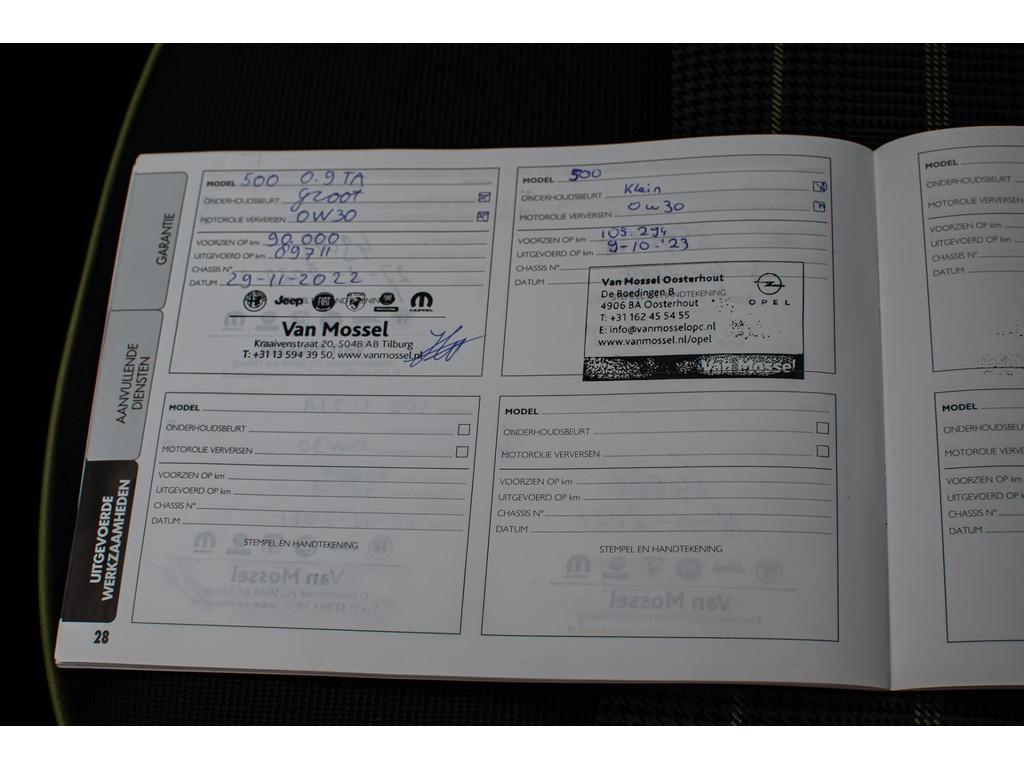 GARANTIE
AANVULLENDE
DIENSTEN
UITGEVOERDE
WERKZAAMHEDEN
28
MODEL 500 0.9 TA
ONDERHOUDSBEURT groot
MOTOROLIE VERVERSEN 0W30
VOORZIEN OP km 90.000
UITGEVOERD OP km 89711
CHASSIS N°
DATUM 29-11-2022
Jeep FIAT MOPAR
Van Mossel
Kraaivenstraat 20, 5048 AB Tilburg
T: +31 13 594 39 50, www.vanmossel.nl
MODEL 500
ONDERHOUDSBEURT Klein
MOTOROLIE VERVERSEN 0w30
VOORZIEN OP km 105.294
UITGEVOERD OP km 9-10-'23
CHASSIS N°
DATUM
Van Mossel Oosterhout
De Boedingen 8
4906 BA Oosterhout
T: +31 162 45 54 55
E: info@vanmosselopc.nl
www.vanmossel.nl/opel
OPEL
Van Mossel
MODEL
ONDERHOUDSBEURT
MOTOROLIE VERVERSEN
VOORZIEN OP km
UITGEVOERD OP km
CHASSIS N°
DATUM
STEMPEL EN HANDTEKENING
MODEL
ONDERHOUDSBEURT
MOTOROLIE VERVERSEN
VOORZIEN OP km
UITGEVOERD OP km
CHASSIS N°
DATUM
STEMPEL EN HANDTEKENING
MODEL
ONDERHOUDSBEURT
MOTOROLIE VERVERSEN
VOORZIEN OP km
UITGEVOERD OP km
CHASSIS N°
DATUM
MODEL
ONDERHOUDSBEU
MOTOROLIE VERVE
VOORZIEN OP km
UITGEVOERD OP k
CHASSIS N°
DATUM